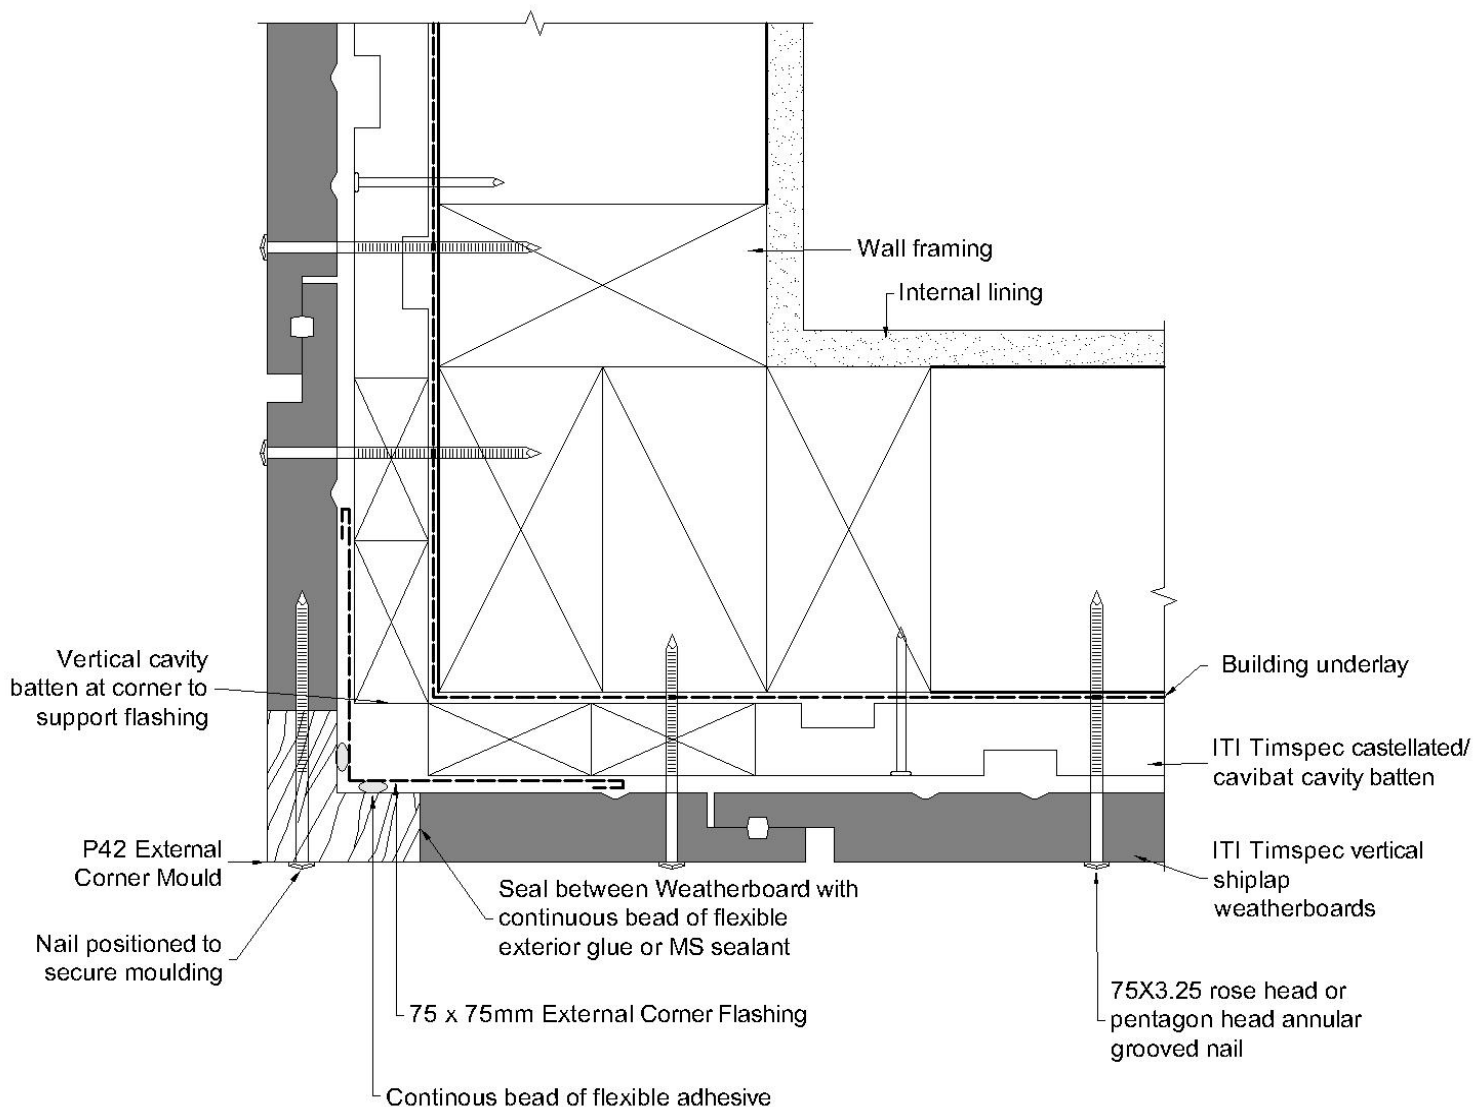 Wall framing
Internal lining
Vertical cavity
batten at corner to
support flashing
Building underlay
ITI Timspec castellated/
cavibat cavity batten
P42 External
Corner Mould
ITI Timspec vertical
shiplap
weatherboards
Seal between Weatherboard with
continuous bead of flexible
exterior glue or MS sealant
Nail positioned to
secure moulding
75X3.25 rose head or
pentagon head annular
grooved nail
75 x 75mm External Corner Flashing
Continous bead of flexible adhesive